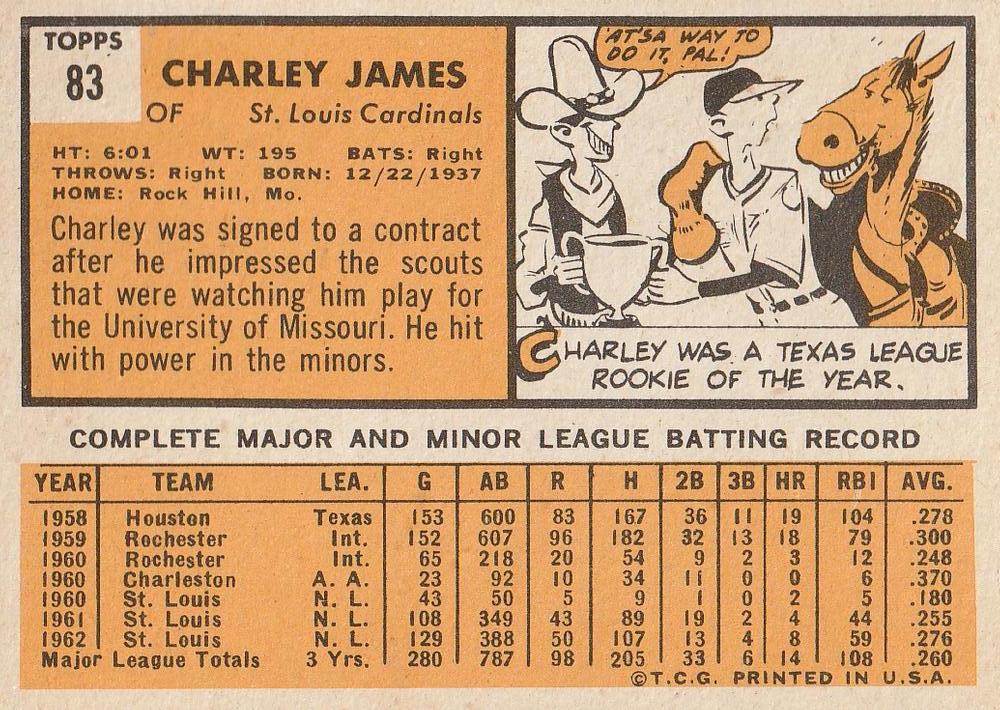 TOPPS
83
CHARLEY JAMES
OF St. Louis Cardinals
HT: 6:01 WT: 195 BATS: Right
THROWS: Right BORN: 12/22/1937
HOME: Rock Hill, Mo.
Charley was signed to a contract
after he impressed the scouts
that were watching him play for
the University of Missouri. He hit
with power in the minors.
'AT'SA WAY TO
DO IT, PAL!
CHARLEY WAS A TEXAS LEAGUE
ROOKIE OF THE YEAR.
COMPLETE MAJOR AND MINOR LEAGUE BATTING RECORD
YEAR TEAM LEA. G AB R H 2B 3B HR RBI AVG.
1958 Houston Texas 153 600 83 167 36 11 19 104 .278
1959 Rochester Int. 152 607 96 182 32 13 18 79 .300
1960 Rochester Int. 65 218 20 54 9 2 3 12 .248
1960 Charleston A. A. 23 92 10 34 11 0 0 6 .370
1960 St. Louis N. L. 43 50 5 9 1 0 2 5 .180
1961 St. Louis N. L. 108 349 43 89 19 2 4 44 .255
1962 St. Louis N. L. 129 388 50 107 13 4 8 59 .276
Major League Totals 3 Yrs. 280 787 98 205 33 6 14 108 .260
©T.C.G. PRINTED IN U.S.A.